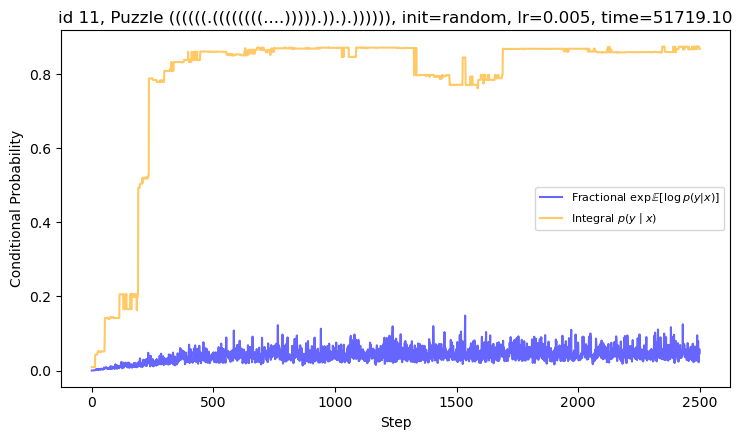 id 11, Puzzle ((((((.((((((((....))))).)).).)))))), init=random, lr=0.005, time=51719.10
Conditional Probability
0.8
0.6
0.4
0.2
0.0
Fractional exp𝔼[log p(y|x)]
Integral p(y | x)
0
500
1000
1500
2000
2500
Step